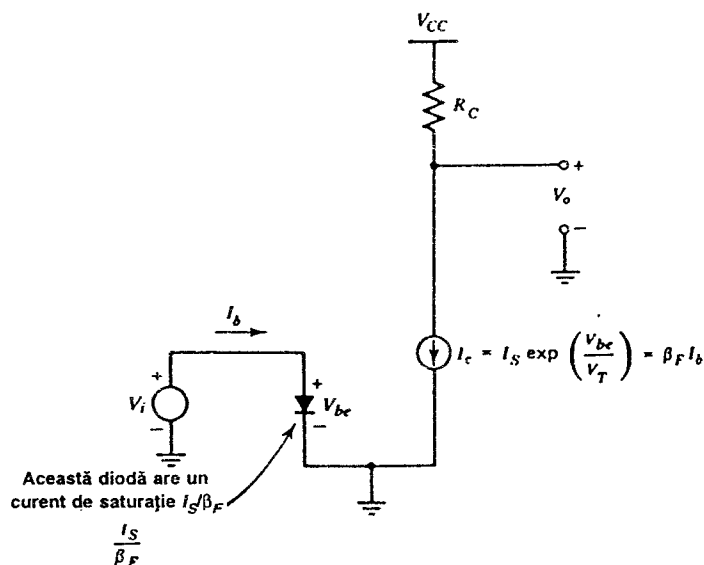 V_CC
R_C
+
V_o
−
I_b
I_c = I_S exp (V_be / V_T) = β_F I_b
+
V_i
−
+
V_be
−
Această diodă are un
curent de saturație I_S/β_F
I_S
β_F